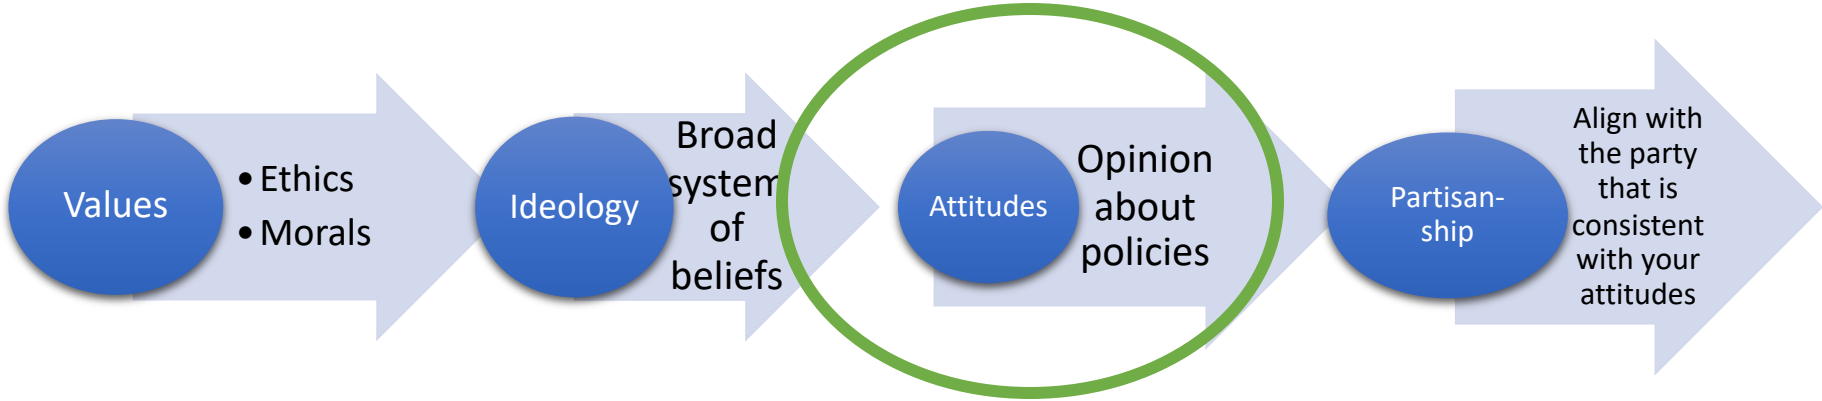 Values
• Ethics
• Morals
Ideology
Broad
system
of
beliefs
Attitudes
Opinion
about
policies
Partisan-
ship
Align with
the party
that is
consistent
with your
attitudes